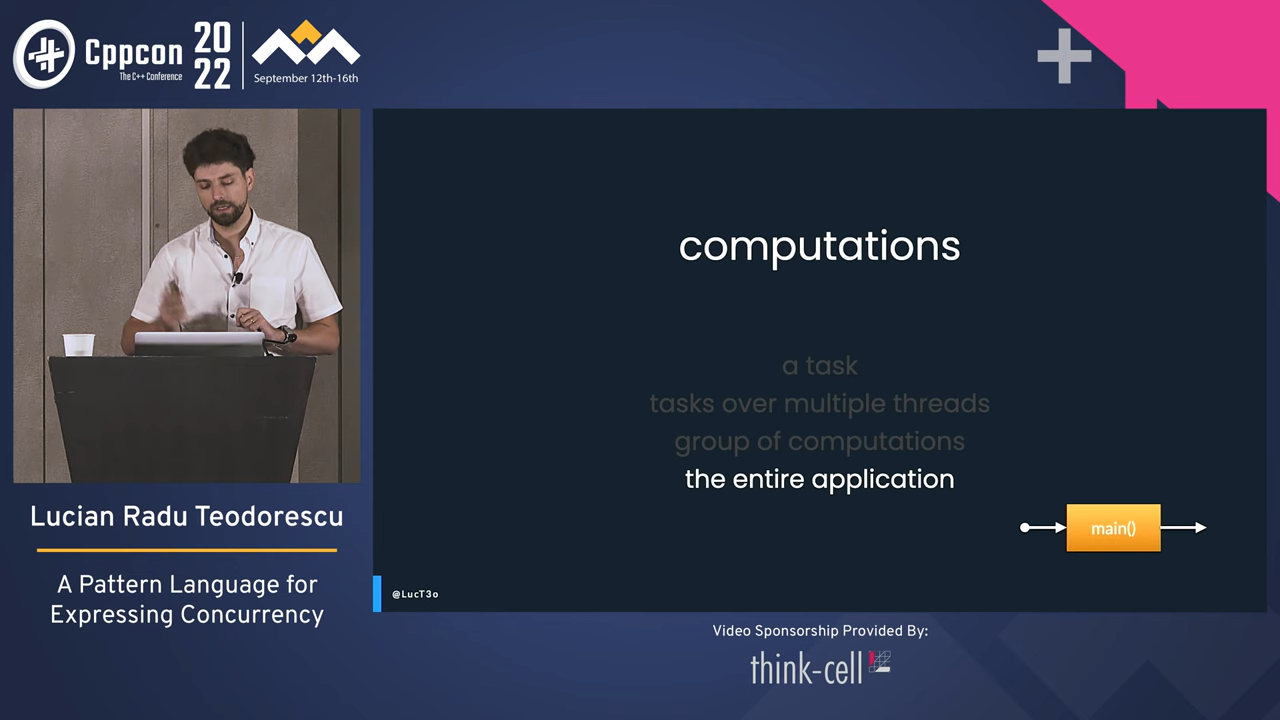 Cppcon
The C++ Conference
20
22
September 12th-16th
computations
a task
tasks over multiple threads
group of computations
the entire application
main()
@LucT3o
Lucian Radu Teodorescu
A Pattern Language for
Expressing Concurrency
Video Sponsorship Provided By:
think-cell